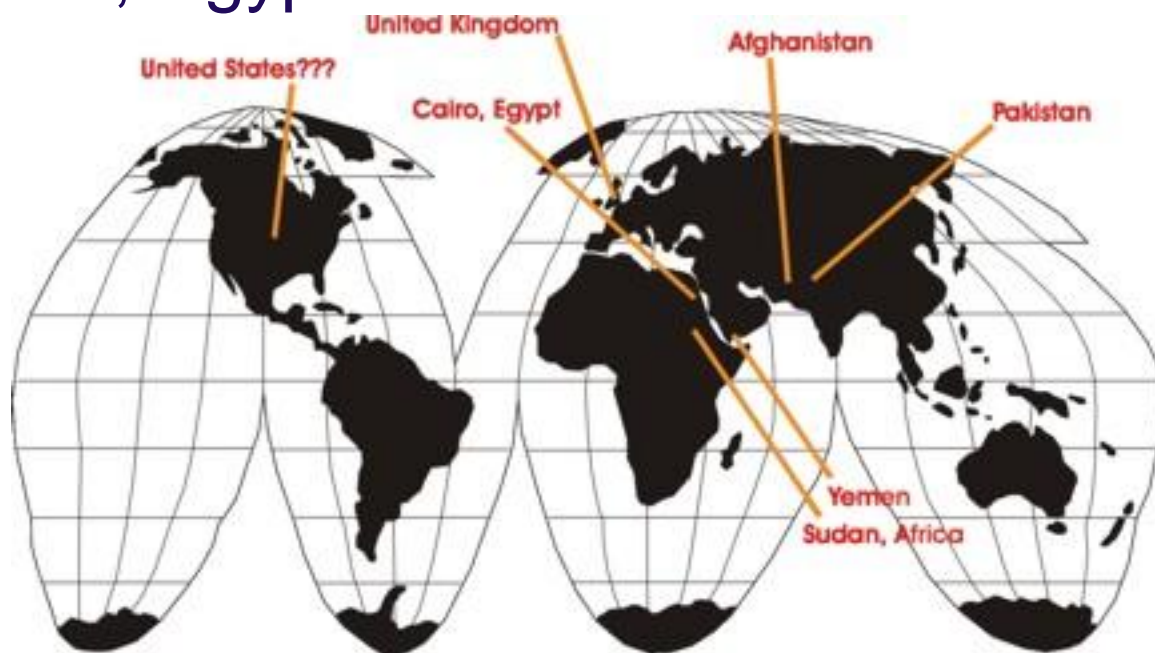 United Kingdom
Afghanistan
United States???
Cairo, Egypt
Pakistan
Yemen
Sudan, Africa